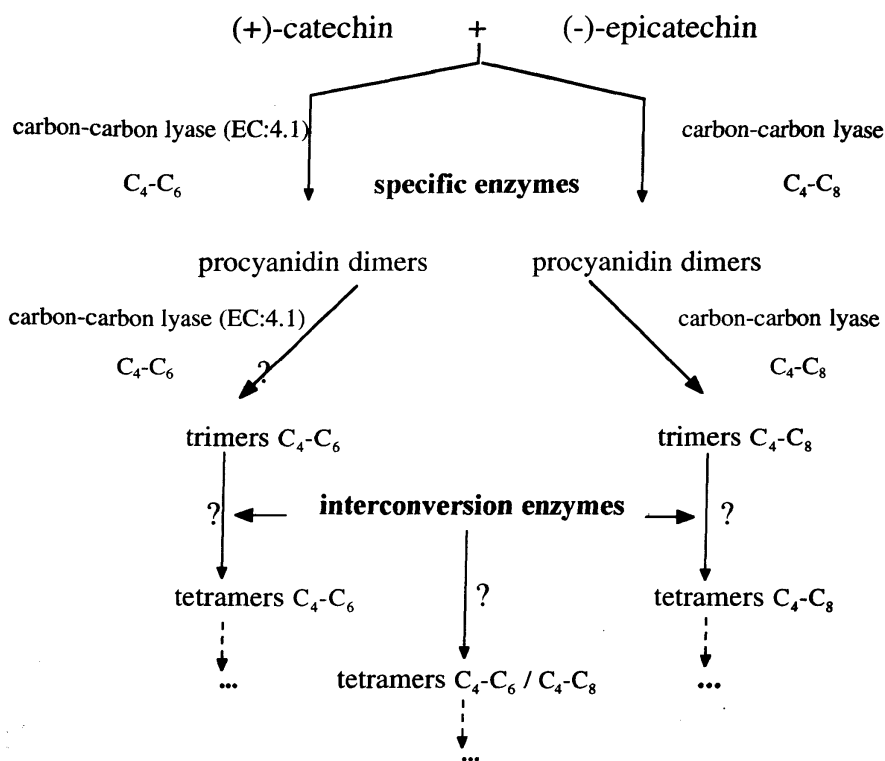 (+)-catechin + (-)-epicatechin
carbon-carbon lyase (EC:4.1) carbon-carbon lyase
C₄-C₆ specific enzymes C₄-C₈
procyanidin dimers procyanidin dimers
carbon-carbon lyase (EC:4.1) carbon-carbon lyase
C₄-C₆ ? C₄-C₈
trimers C₄-C₆ trimers C₄-C₈
? interconversion enzymes ?
tetramers C₄-C₆ ? tetramers C₄-C₈
... tetramers C₄-C₆ / C₄-C₈ ...
...